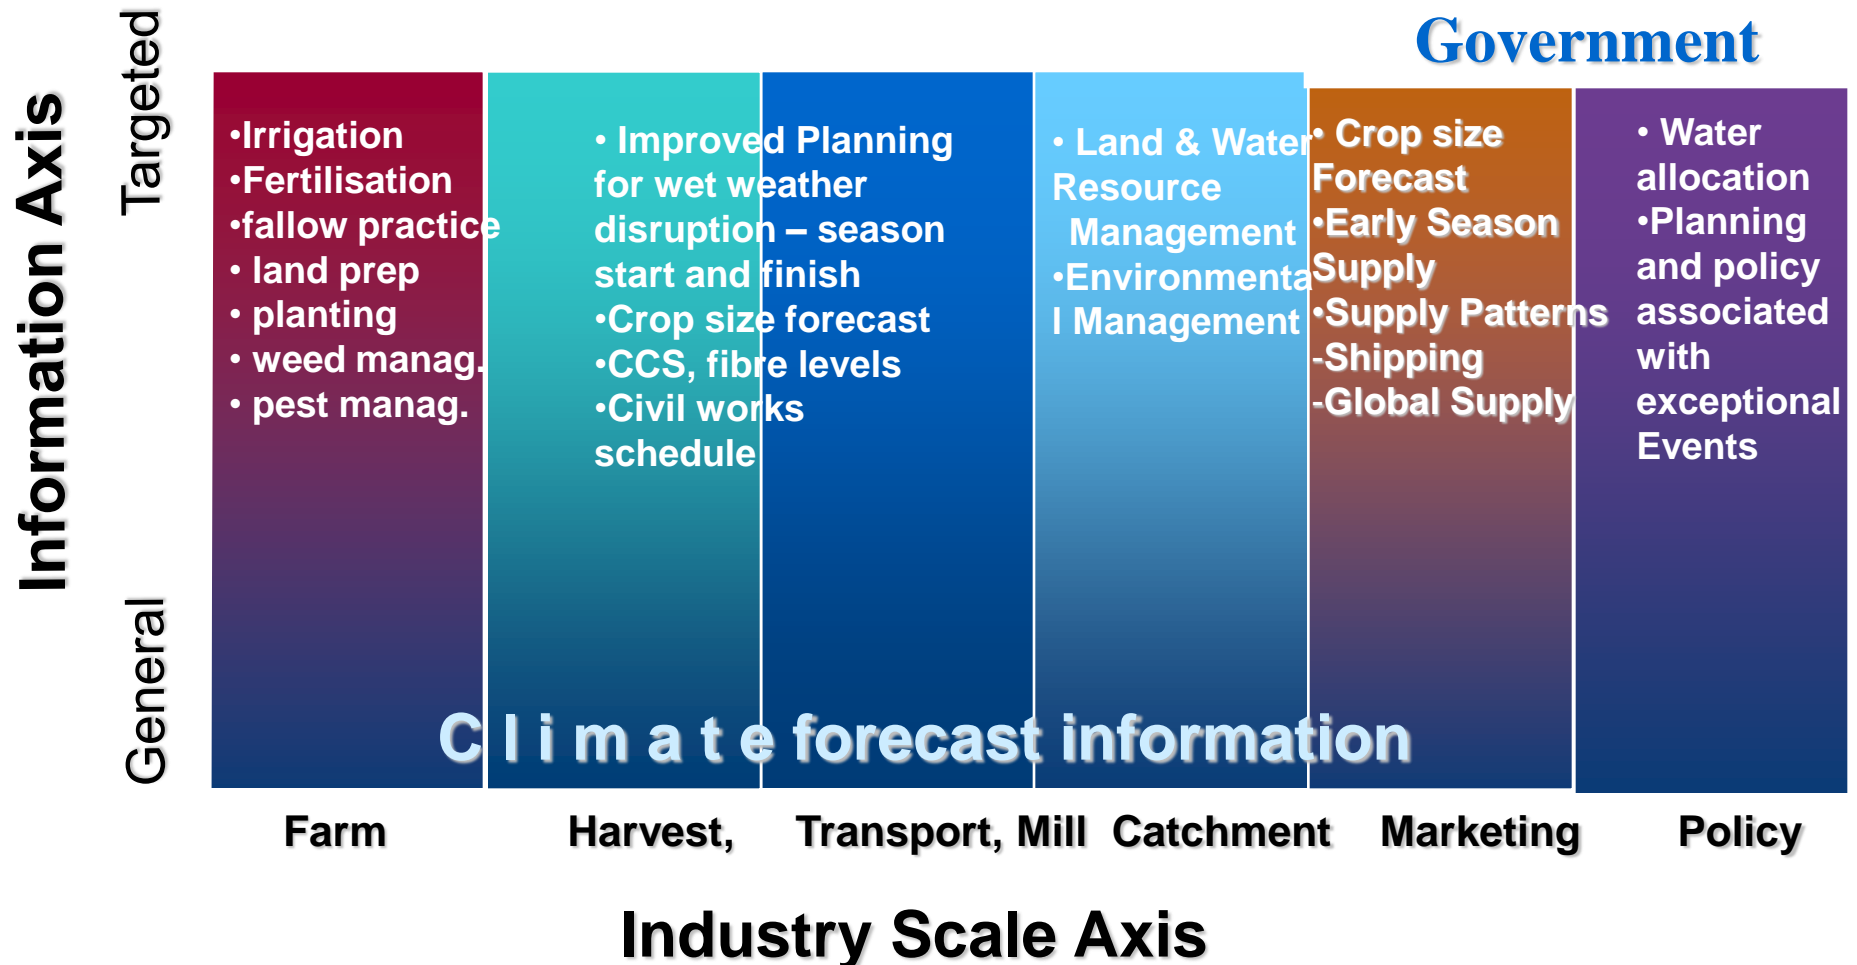 Government
Information Axis
Targeted
General
•Irrigation
•Fertilisation
•fallow practice
• land prep
• planting
• weed manag.
• pest manag.
• Improved Planning
for wet weather
disruption – season
start and finish
•Crop size forecast
•CCS, fibre levels
•Civil works
schedule
• Land & Water
Resource
Management
•Environmenta
l Management
• Crop size
Forecast
•Early Season
Supply
•Supply Patterns
-Shipping
-Global Supply
• Water
allocation
•Planning
and policy
associated
with
exceptional
Events
C l i m a t e forecast information
Farm
Harvest,
Transport, Mill
Catchment
Marketing
Policy
Industry Scale Axis